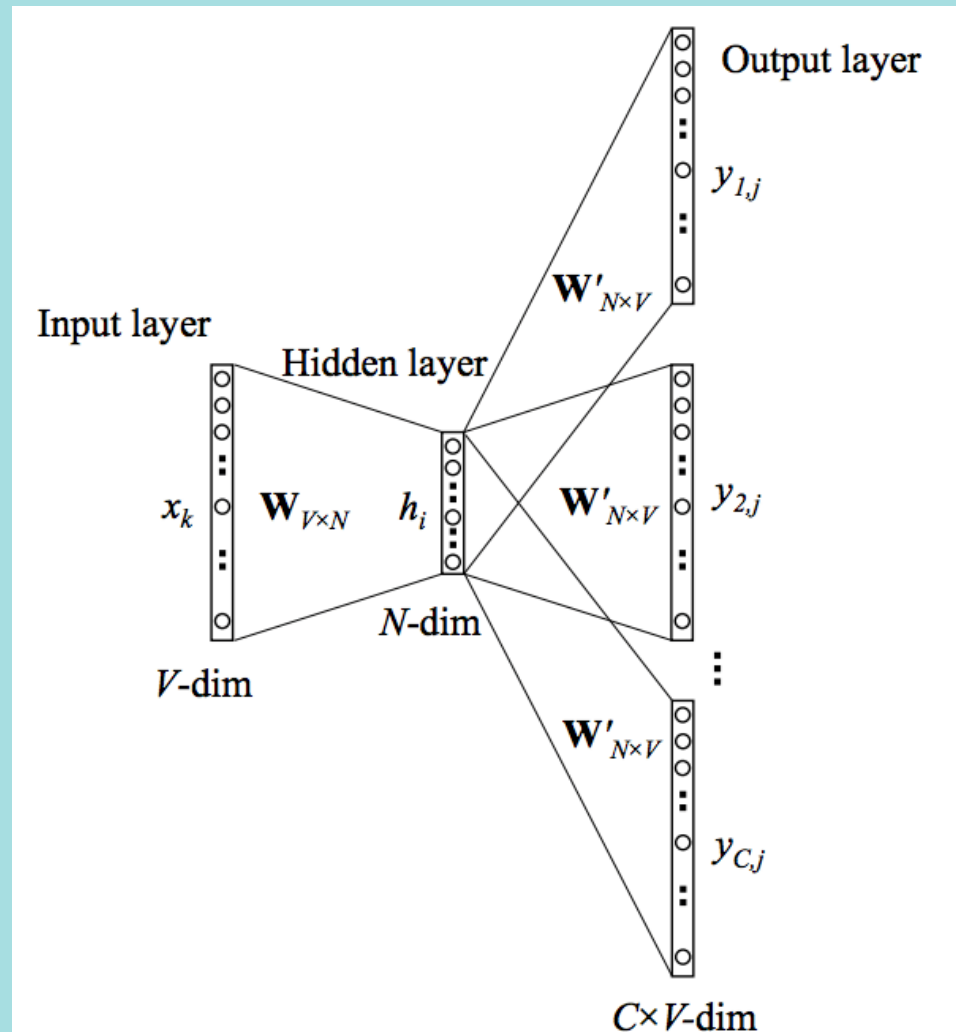 Output layer
y1,j
W'N×V
Input layer
Hidden layer
xk
WV×N
hi
W'N×V
y2,j
N-dim
V-dim
W'N×V
yC,j
C×V-dim